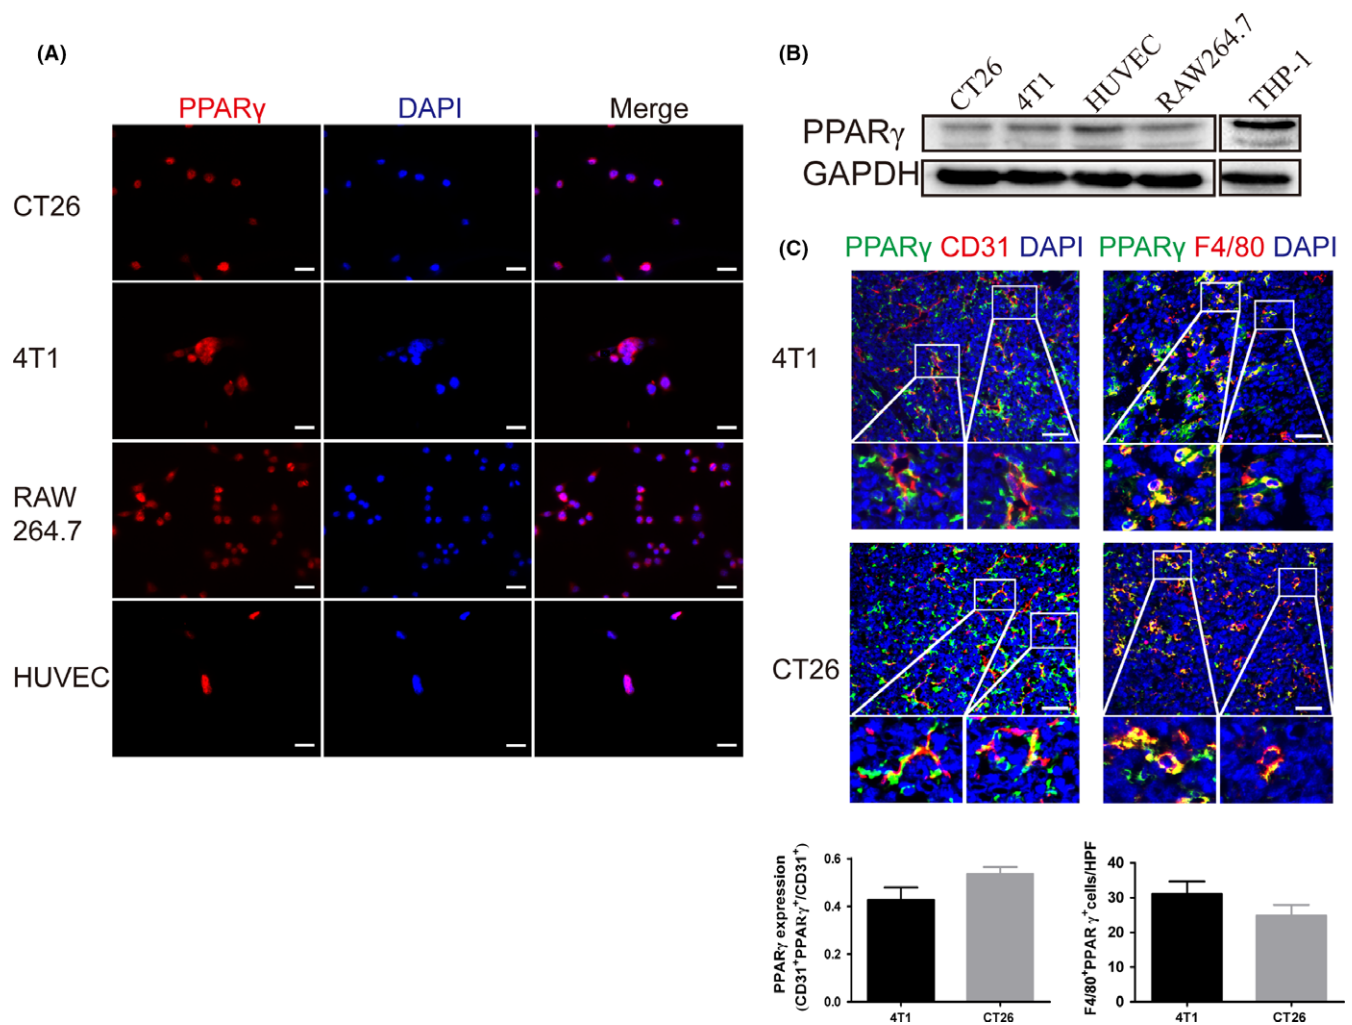 (A)
PPARγ DAPI Merge
CT26
4T1
RAW
264.7
HUVEC
(B)
CT26 4T1 HUVEC RAW264.7 THP-1
PPARγ
GAPDH
(C)
PPARγ CD31 DAPI PPARγ F4/80 DAPI
4T1
CT26
PPARγ expression
(CD31⁺PPARγ⁺/CD31⁺)
0.6
0.4
0.2
0.0
4T1 CT26
F4/80⁺PPAR γ⁺cells/HPF
40
30
20
10
0
4T1 CT26